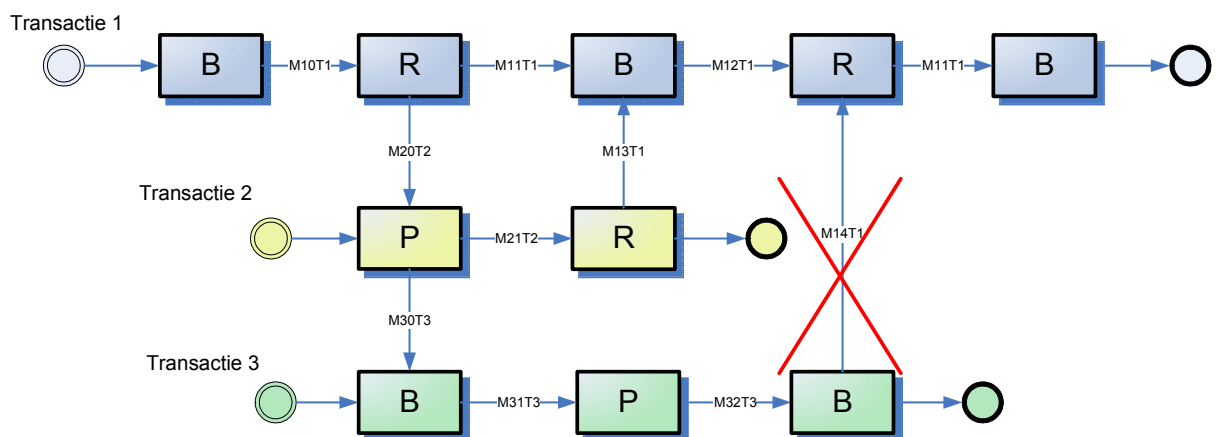 Transactie 1
B
M10T1
R
M11T1
B
M12T1
R
M11T1
B
M20T2
M13T1
Transactie 2
P
M21T2
R
M14T1
M30T3
Transactie 3
B
M31T3
P
M32T3
B